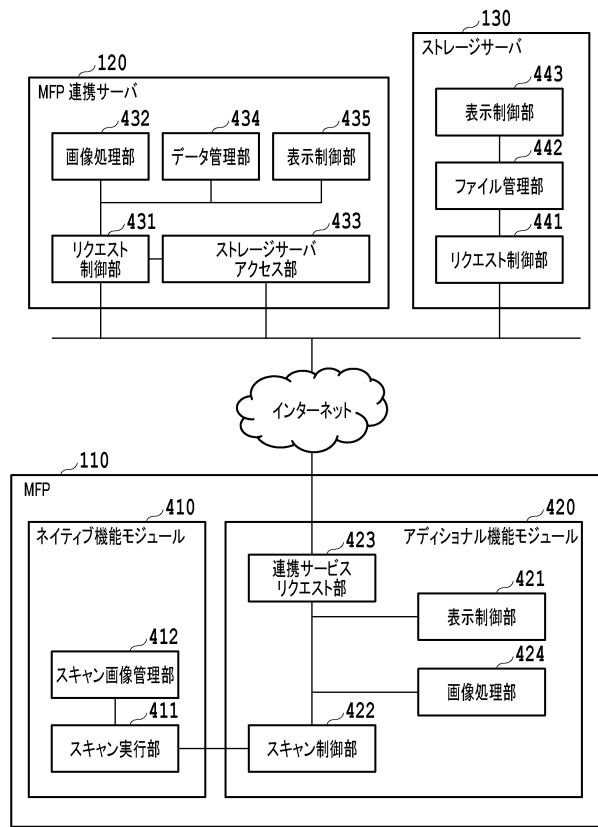 130
ストレージサーバ
443
表示制御部
442
ファイル管理部
441
リクエスト制御部
120
MFP 連携サーバ
432
画像処理部
434
データ管理部
435
表示制御部
431
リクエスト
制御部
433
ストレージサーバ
アクセス部
インターネット
110
MFP
410
ネイティブ機能モジュール
412
スキャン画像管理部
411
スキャン実行部
420
アディショナル機能モジュール
423
連携サービス
リクエスト部
421
表示制御部
424
画像処理部
422
スキャン制御部